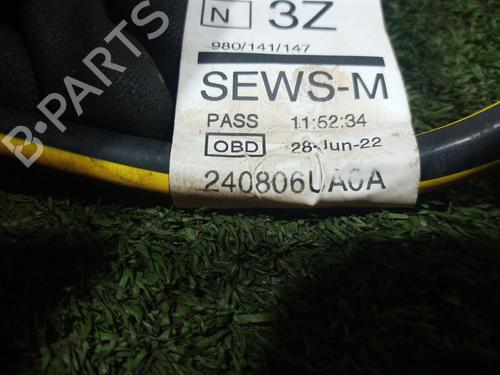 N 3Z
980/141/147
SEWS-M
PASS 11:52:34
OBD 28-Jun-22
240806UA0A
B-PARTS